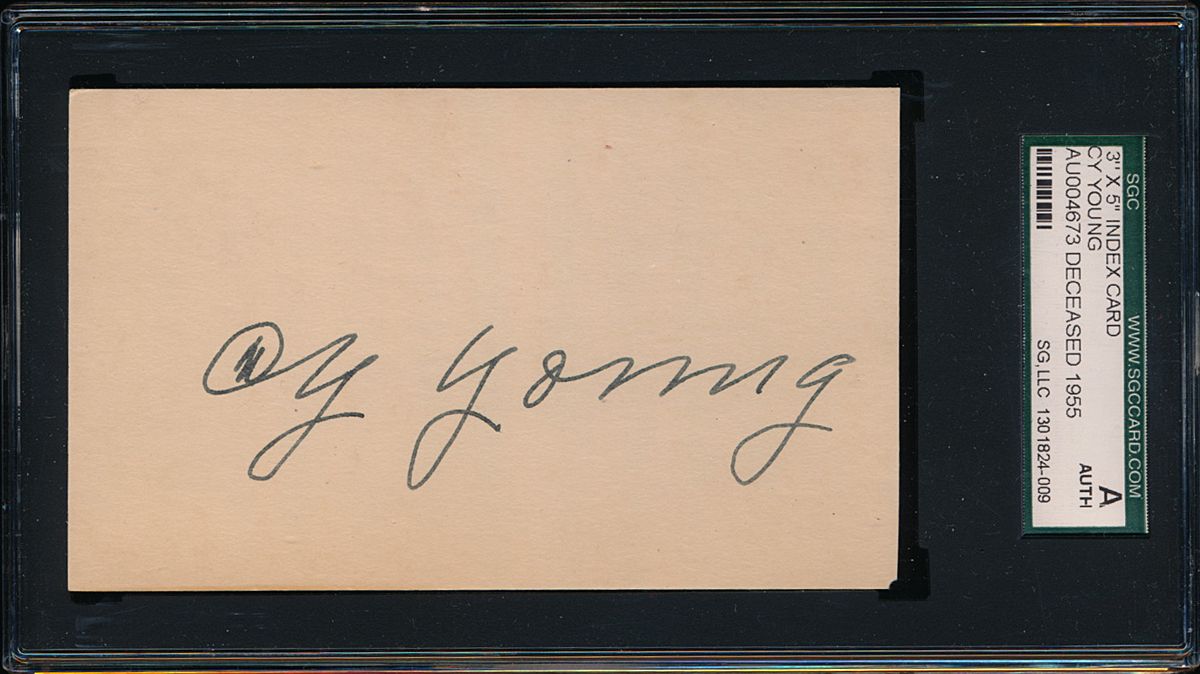 Cy Young
SGC WWW.SGCCARD.COM
3" X 5" INDEX CARD
CY YOUNG
AU004673 DECEASED 1955
A
AUTH
SG, LLC 1301824-009